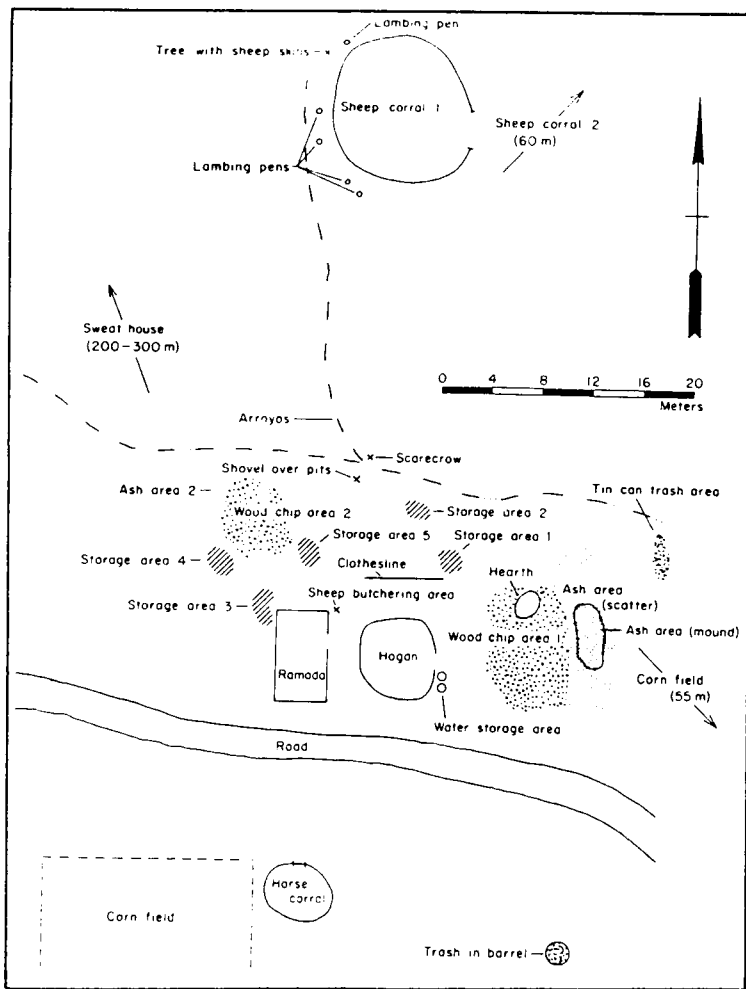 Lambing pen
Tree with sheep skins
Sheep corral 1
Sheep corral 2
(60 m)
Lambing pens
Sweat house
(200-300 m)
0 4 8 12 16 20
Meters
Arroyos
Scarecrow
Shovel over pits
Ash area 2
Wood chip area 2
Tin can trash area
Storage area 2
Storage area 5
Storage area 1
Storage area 4
Clothesline
Hearth
Ash area
(scatter)
Storage area 3
Sheep butchering area
Ash area (mound)
Wood chip area 1
Hogan
Ramada
Corn field
(55 m)
Water storage area
Road
Horse
corral
Corn field
Trash in barrel